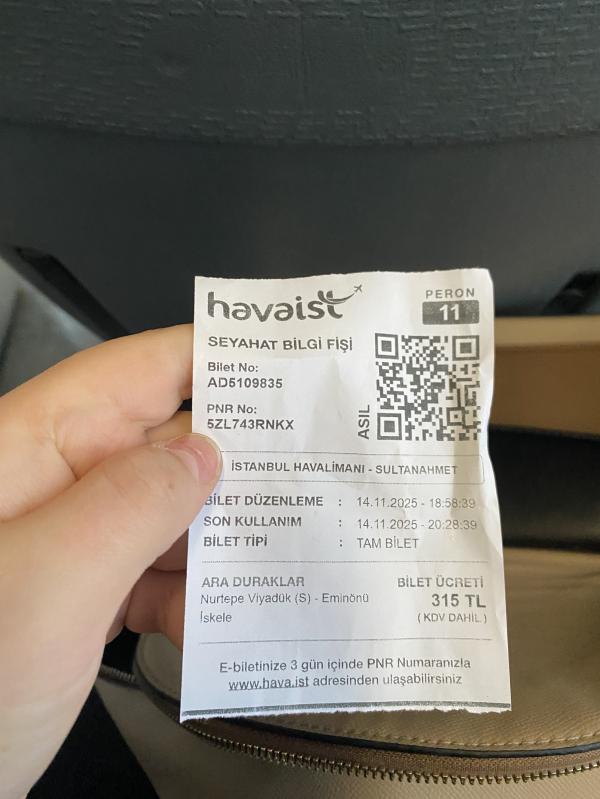 havaist
PERON
11
SEYAHAT BİLGİ FİŞİ
Bilet No:
AD5109835
PNR No:
5ZL743RNKX
ASIL
İSTANBUL HAVALİMANI - SULTANAHMET
BİLET DÜZENLEME : 14.11.2025 - 18:58:39
SON KULLANIM : 14.11.2025 - 20:28:39
BİLET TİPİ : TAM BİLET
ARA DURAKLAR
Nurtepe Viyadük (S) - Eminönü
İskele
BİLET ÜCRETİ
315 TL
( KDV DAHİL )
E-biletinize 3 gün içinde PNR Numaranızla
www.hava.ist adresinden ulaşabilirsiniz